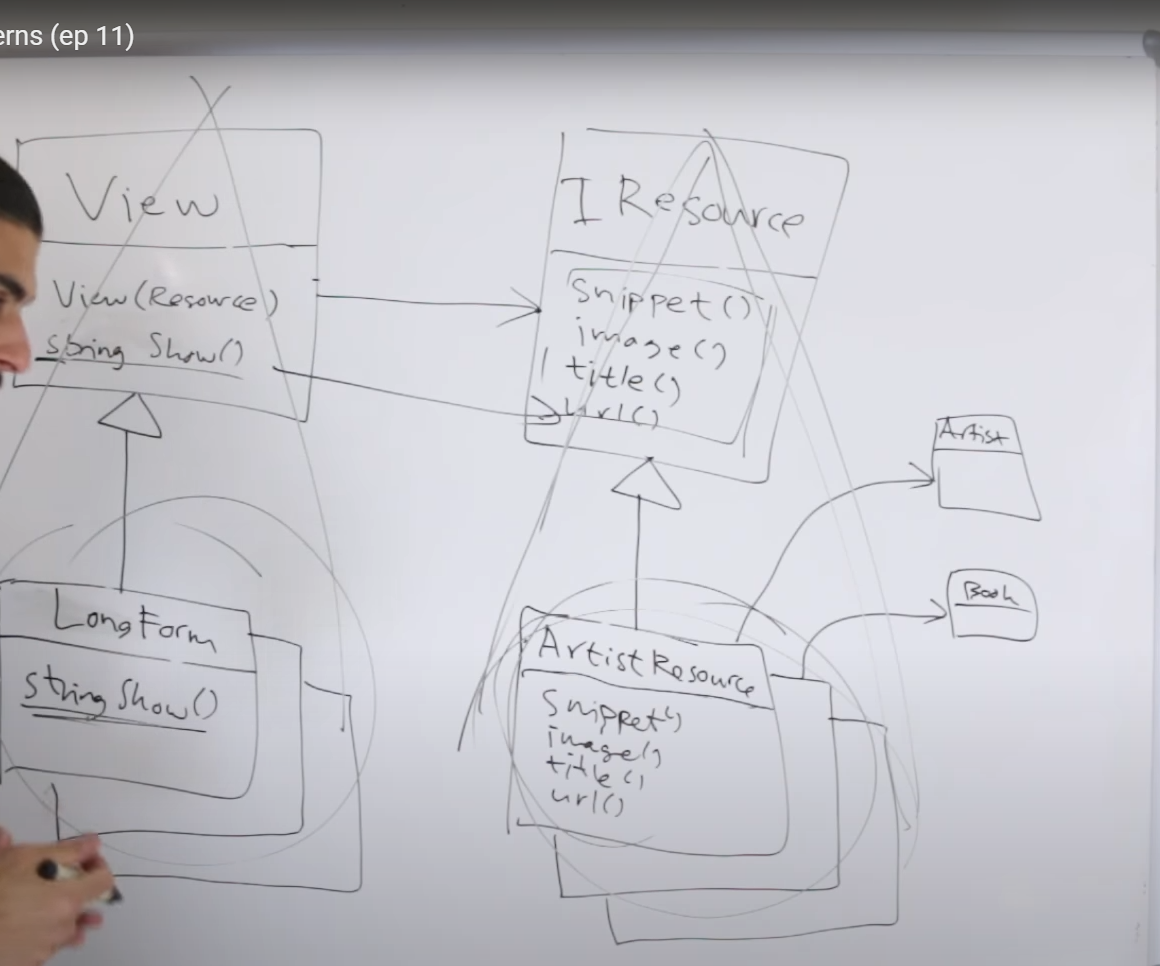 erns (ep 11)
View
View(Resource)
string Show()
I Resource
Snippet()
image()
title()
url()
Artist
Book
LongForm
string Show()
ArtistResource
Snippet()
image()
title()
url()